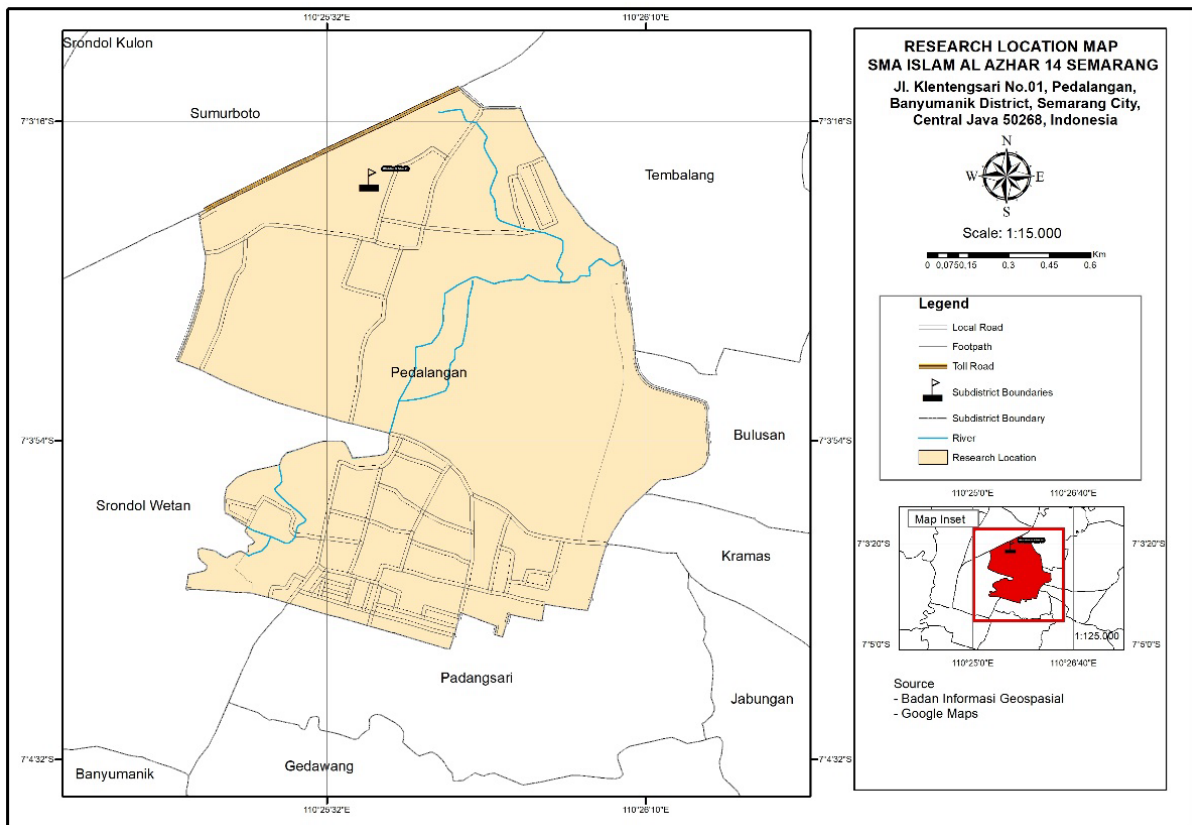 110°25'32"E
110°26'10"E
Srondol Kulon
7°3'16"S
7°3'16"S
Sumurboto
Tembalang
Pedalangan
7°3'54"S
7°3'54"S
Bulusan
Srondol Wetan
Kramas
Padangsari
Jabungan
7°4'32"S
7°4'32"S
Gedawang
Banyumanik
110°25'32"E
110°26'10"E
RESEARCH LOCATION MAP
SMA ISLAM AL AZHAR 14 SEMARANG
Jl. Klentengsari No.01, Pedalangan,
Banyumanik District, Semarang City,
Central Java 50268, Indonesia
N
W E
S
Scale: 1:15.000
Km
0 0,075 0,15 0.3 0.45 0.6
Legend
Local Road
Footpath
Toll Road
Subdistrict Boundaries
Subdistrict Boundary
River
Research Location
110°25'0"E 110°26'40"E
Map Inset
7°3'20"S 7°3'20"S
1:125.000
7°5'0"S 7°5'0"S
110°25'0"E 110°26'40"E
Source
- Badan Informasi Geospasial
- Google Maps